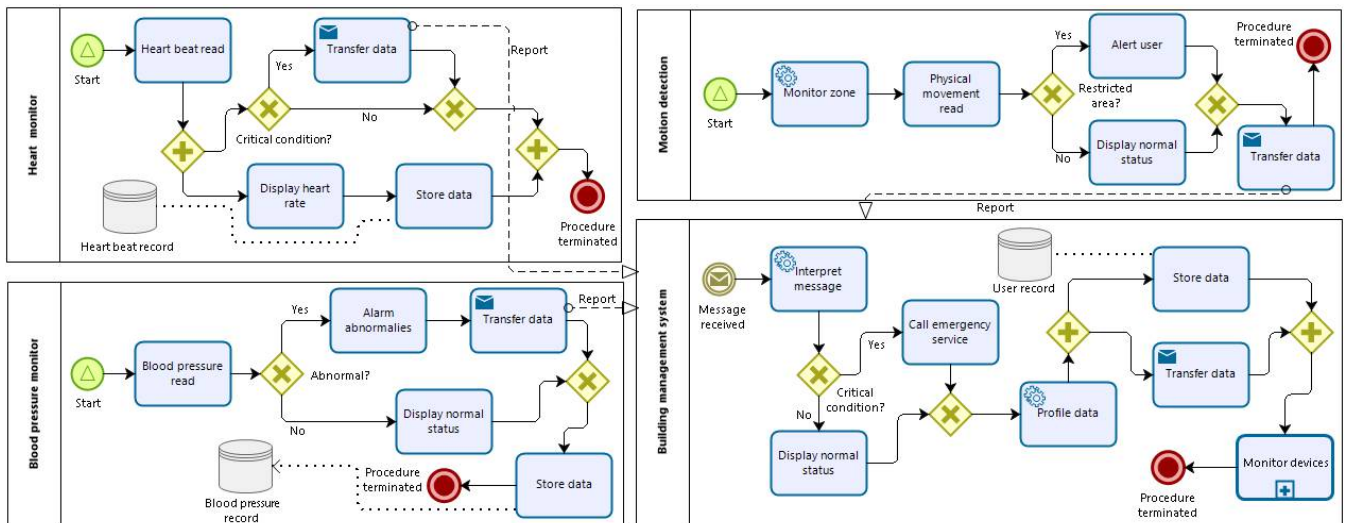 Heart monitor
Start
Heart beat read
Yes
Transfer data
Report
Critical condition?
No
Display heart
rate
Store data
Heart beat record
Procedure
terminated
Motion detection
Start
Monitor zone
Physical
movement
read
Yes
Alert user
Restricted
area?
No
Display normal
status
Procedure
terminated
Transfer data
Report
Blood pressure monitor
Start
Blood pressure
read
Yes
Alarm
abnormalies
Transfer data
Report
Abnormal?
No
Display normal
status
Store data
Procedure
terminated
Blood pressure
record
Building management system
Message
received
Interpret
message
Yes
Call emergency
service
Critical
condition?
No
Display normal
status
Profile data
User record
Store data
Transfer data
Monitor devices
Procedure
terminated